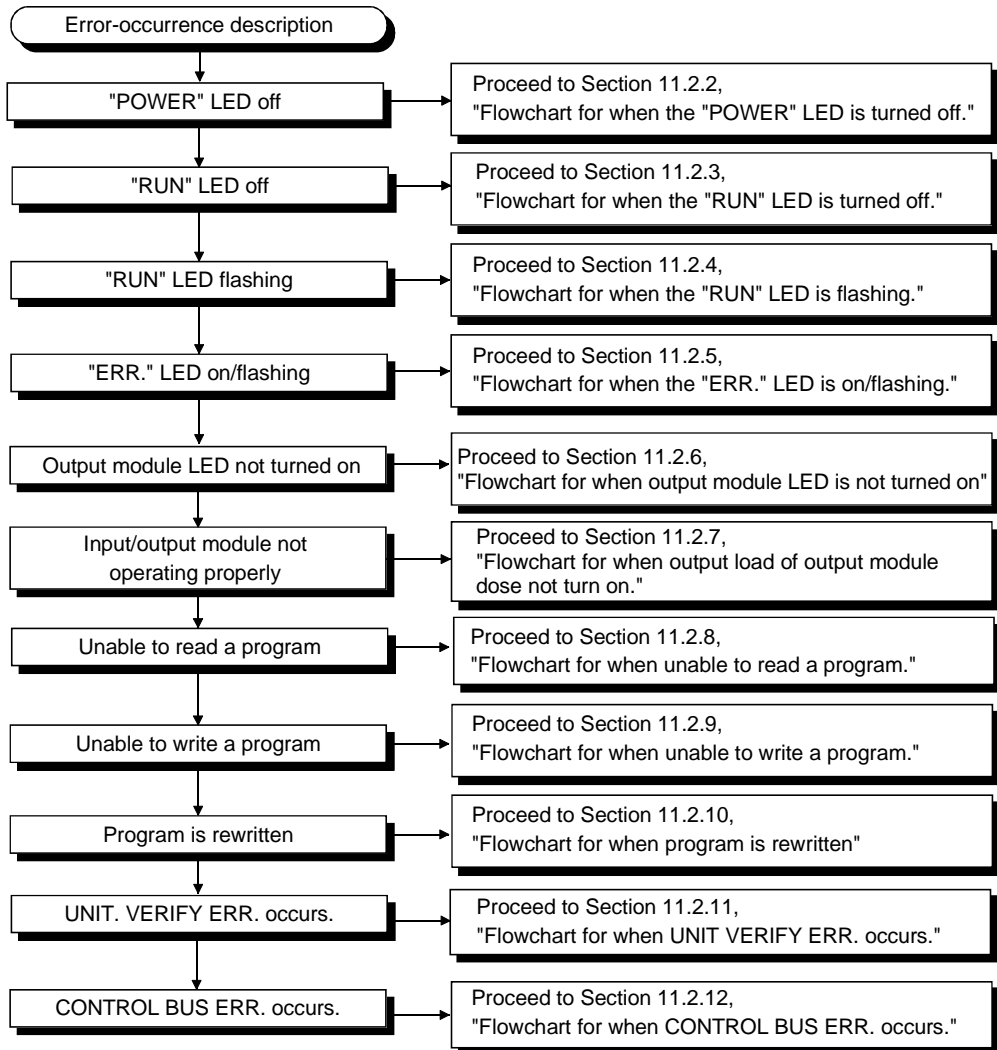 Error-occurrence description
"POWER" LED off
Proceed to Section 11.2.2,
"Flowchart for when the "POWER" LED is turned off."
"RUN" LED off
Proceed to Section 11.2.3,
"Flowchart for when the "RUN" LED is turned off."
"RUN" LED flashing
Proceed to Section 11.2.4,
"Flowchart for when the "RUN" LED is flashing."
"ERR." LED on/flashing
Proceed to Section 11.2.5,
"Flowchart for when the "ERR." LED is on/flashing."
Output module LED not turned on
Proceed to Section 11.2.6,
"Flowchart for when output module LED is not turned on"
Input/output module not
operating properly
Proceed to Section 11.2.7,
"Flowchart for when output load of output module
dose not turn on."
Unable to read a program
Proceed to Section 11.2.8,
"Flowchart for when unable to read a program."
Unable to write a program
Proceed to Section 11.2.9,
"Flowchart for when unable to write a program."
Program is rewritten
Proceed to Section 11.2.10,
"Flowchart for when program is rewritten"
UNIT. VERIFY ERR. occurs.
Proceed to Section 11.2.11,
"Flowchart for when UNIT VERIFY ERR. occurs."
CONTROL BUS ERR. occurs.
Proceed to Section 11.2.12,
"Flowchart for when CONTROL BUS ERR. occurs."